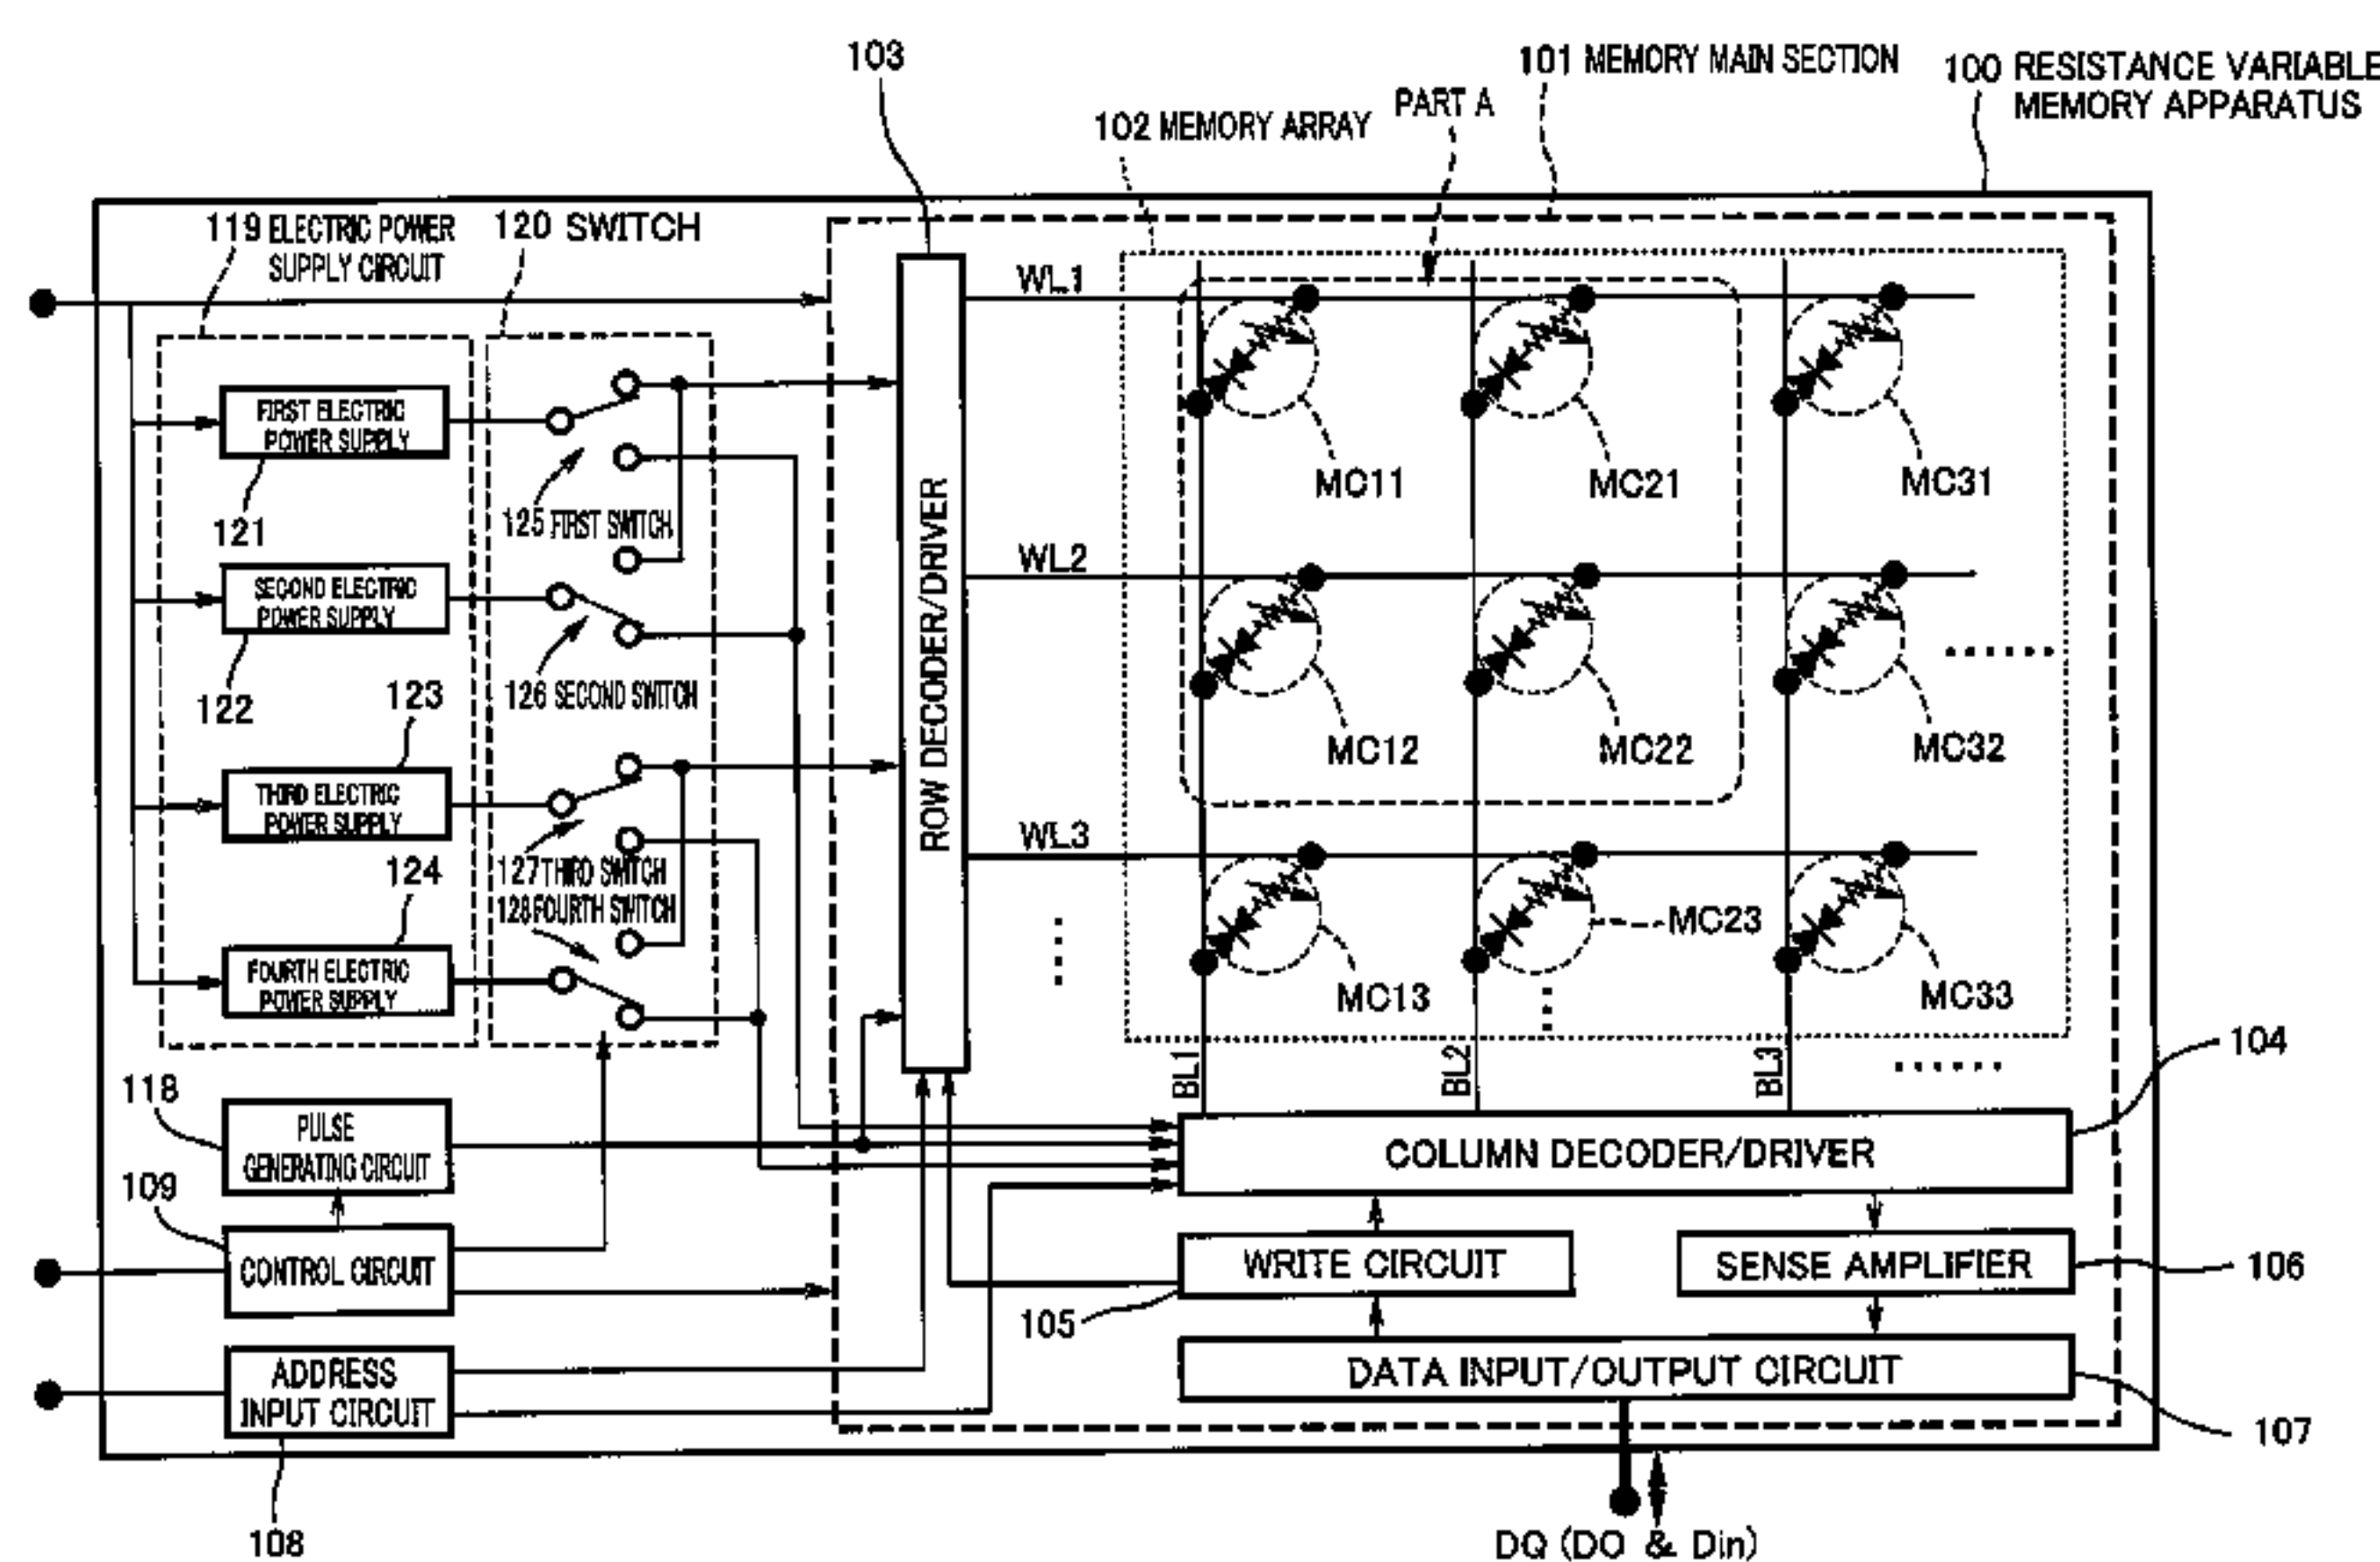 103
101 MEMORY MAIN SECTION
100 RESISTANCE VARIABLE
MEMORY APPARATUS
PART A
102 MEMORY ARRAY
119 ELECTRIC POWER
SUPPLY CIRCUIT
120 SWITCH
WL1
FIRST ELECTRIC
POWER SUPPLY
121
125 FIRST SWITCH
MC11
MC21
MC31
ROW DECODER/DRIVER
WL2
SECOND ELECTRIC
POWER SUPPLY
122
126 SECOND SWITCH
123
MC12
MC22
MC32
THIRD ELECTRIC
POWER SUPPLY
WL3
124
127 THIRD SWITCH
128 FOURTH SWITCH
FOURTH ELECTRIC
POWER SUPPLY
MC13
MC23
MC33
BL1
BL2
BL3
104
118
PULSE
GENERATING CIRCUIT
COLUMN DECODER/DRIVER
109
CONTROL CIRCUIT
WRITE CIRCUIT
SENSE AMPLIFIER
106
105
ADDRESS
INPUT CIRCUIT
DATA INPUT/OUTPUT CIRCUIT
107
108
DQ (DO & Din)